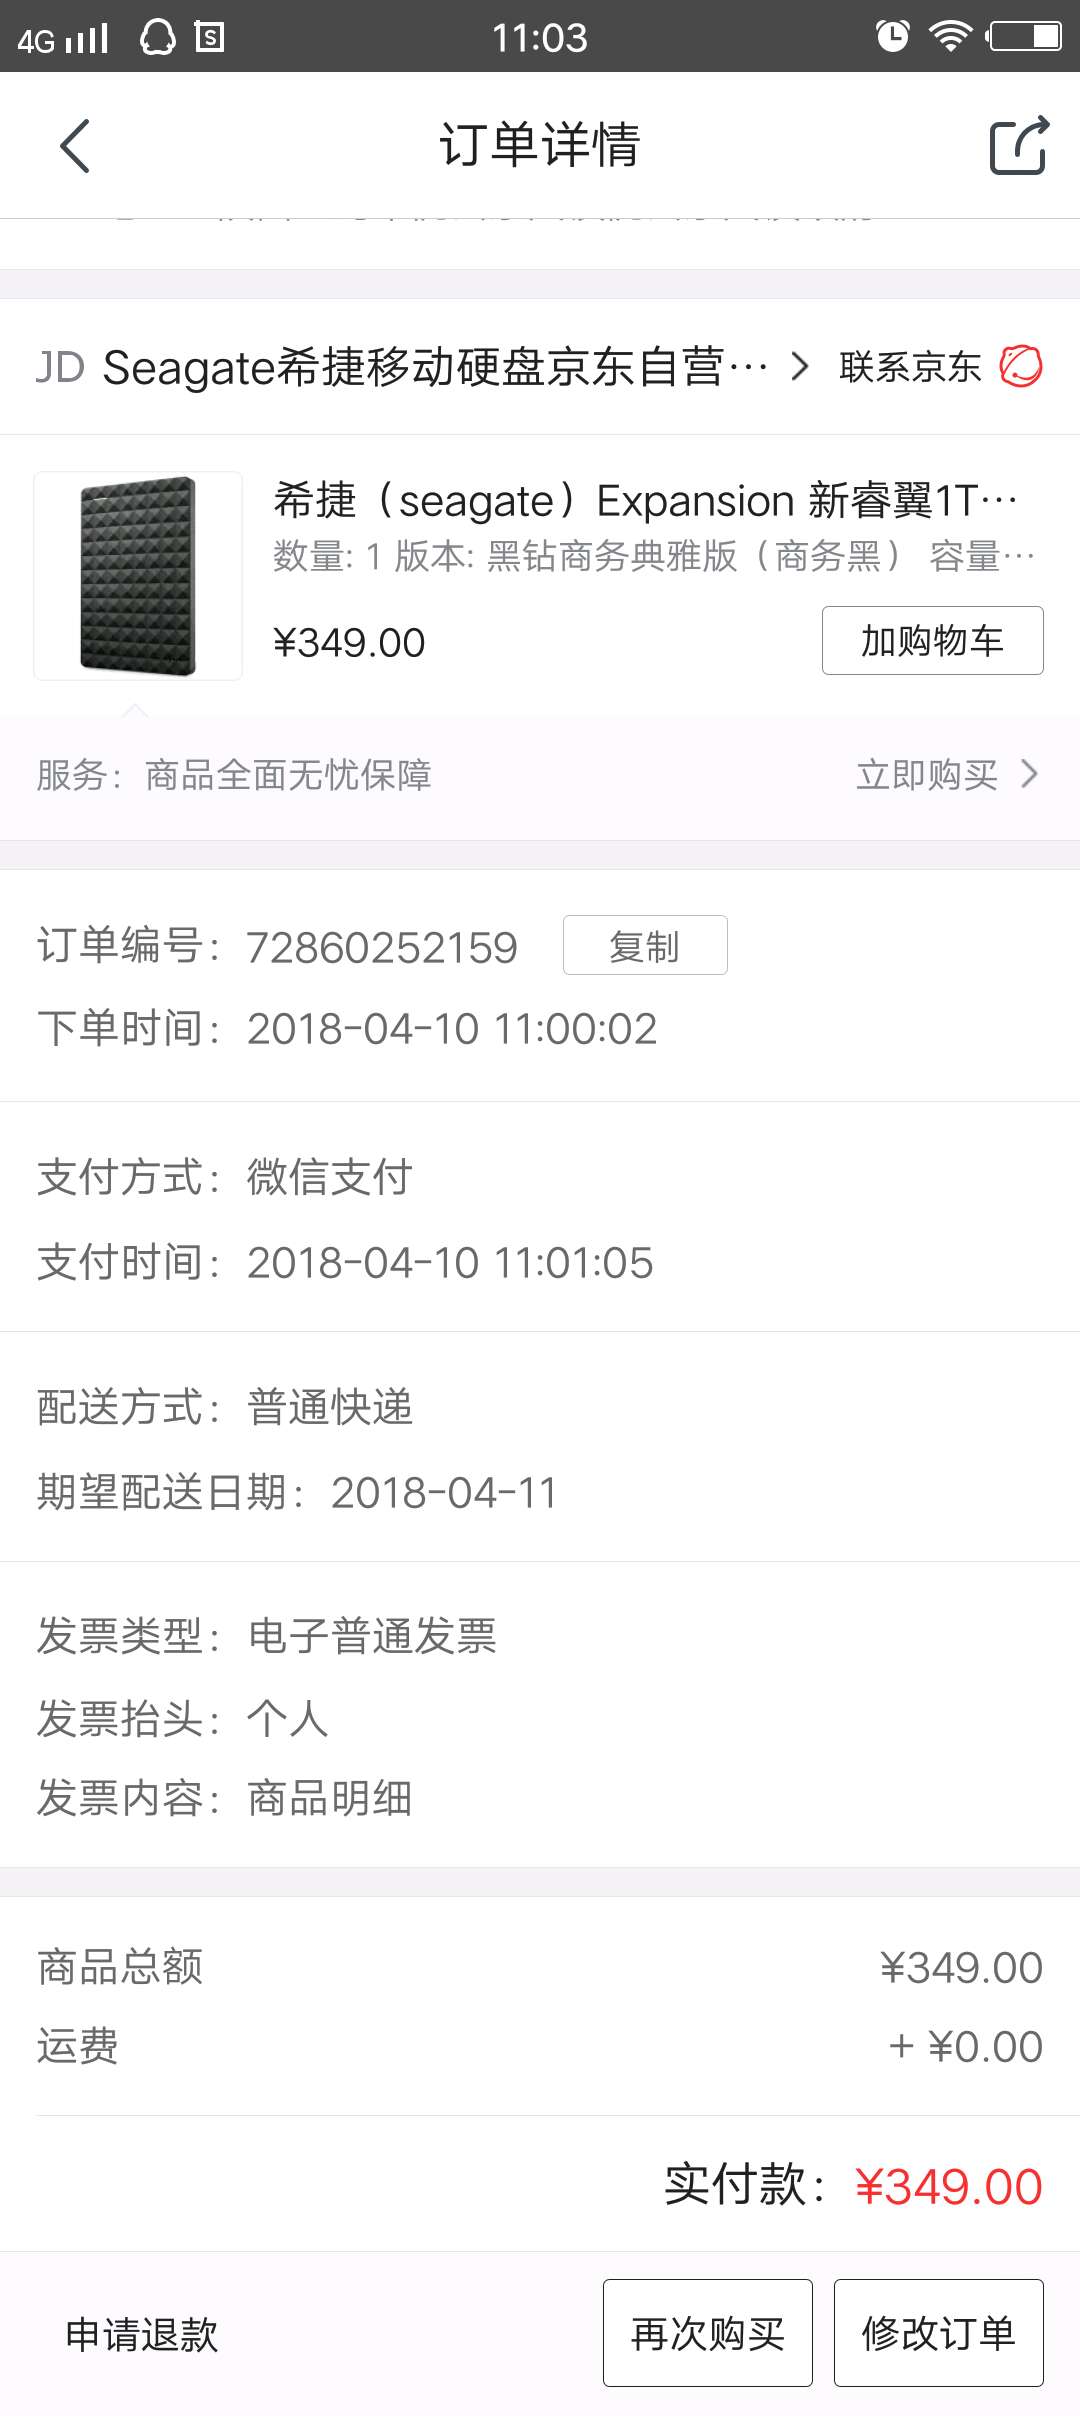 4G
11:03
订单详情
JD Seagate希捷移动硬盘京东自营··· 联系京东
希捷（seagate）Expansion 新睿翼1T···
数量: 1 版本: 黑钻商务典雅版（商务黑） 容量···
¥349.00 加购物车
服务： 商品全面无忧保障 立即购买
订单编号： 72860252159 复制
下单时间： 2018-04-10 11:00:02
支付方式： 微信支付
支付时间： 2018-04-10 11:01:05
配送方式： 普通快递
期望配送日期： 2018-04-11
发票类型： 电子普通发票
发票抬头： 个人
发票内容： 商品明细
商品总额 ¥349.00
运费 + ¥0.00
实付款： ¥349.00
申请退款 再次购买 修改订单